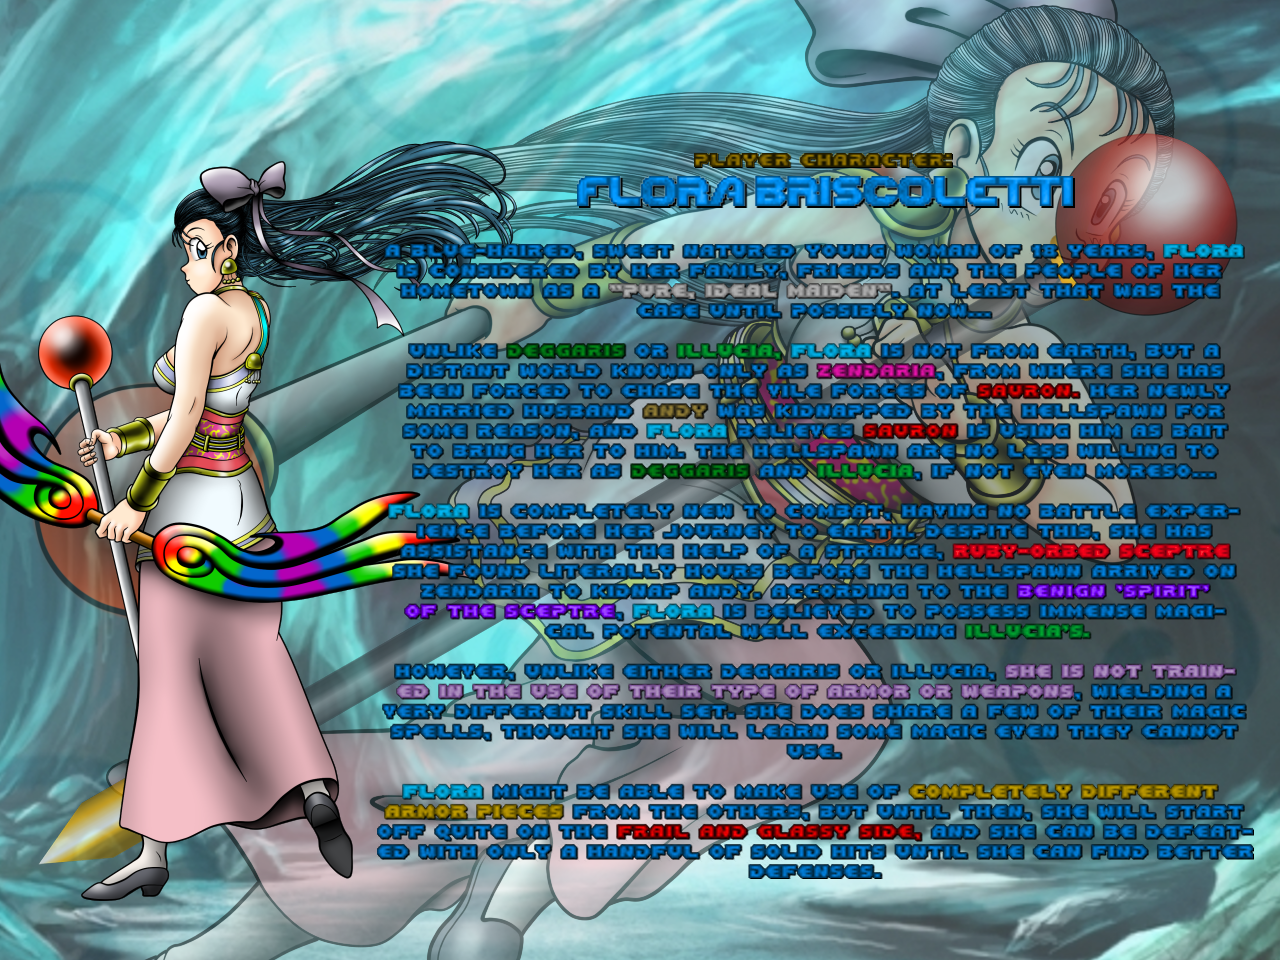 PLAYER CHARACTER:
FLORA BRISCOLETTI
A BLUE-HAIRED, SWEET NATURED YOUNG WOMAN OF 18 YEARS, FLORA
IS CONSIDERED BY HER FAMILY, FRIENDS AND THE PEOPLE OF HER
HOMETOWN AS A "PURE, IDEAL MAIDEN". AT LEAST THAT WAS THE
CASE UNTIL POSSIBLY NOW...
UNLIKE DEGGARIS OR ILLUCIA, FLORA IS NOT FROM EARTH, BUT A
DISTANT WORLD KNOWN ONLY AS ZENDARIA, FROM WHERE SHE HAS
BEEN FORCED TO CHASE THE VILE FORCES OF SAVRON. HER NEWLY
MARRIED HUSBAND ANDY WAS KIDNAPPED BY THE HELLSPAWN FOR
SOME REASON, AND FLORA BELIEVES SAVRON IS USING HIM AS BAIT
TO BRING HER TO HIM. THE HELLSPAWN ARE NO LESS WILLING TO
DESTROY HER AS DEGGARIS AND ILLUCIA, IF NOT EVEN MORESO...
FLORA IS COMPLETELY NEW TO COMBAT, HAVING NO BATTLE EXPER-
IENCE BEFORE HER JOURNEY TO EARTH. DESPITE THIS, SHE HAS
ASSISTANCE WITH THE HELP OF A STRANGE, RUBY-ORBED SCEPTRE
SHE FOUND LITERALLY HOURS BEFORE THE HELLSPAWN ARRIVED ON
ZENDARIA TO KIDNAP ANDY. ACCORDING TO THE BENIGN 'SPIRIT'
OF THE SCEPTRE, FLORA IS BELIEVED TO POSSESS IMMENSE MAGI-
CAL POTENTAL WELL EXCEEDING ILLUCIA'S.
HOWEVER, UNLIKE EITHER DEGGARIS OR ILLUCIA, SHE IS NOT TRAIN-
ED IN THE USE OF THEIR TYPE OF ARMOR OR WEAPONS, WIELDING A
VERY DIFFERENT SKILL SET. SHE DOES SHARE A FEW OF THEIR MAGIC
SPELLS, THOUGHT SHE WILL LEARN SOME MAGIC EVEN THEY CANNOT
USE.
FLORA MIGHT BE ABLE TO MAKE USE OF COMPLETELY DIFFERENT
ARMOR PIECES FROM THE OTHERS, BUT UNTIL THEN, SHE WILL START
OFF QUITE ON THE FRAIL AND GLASSY SIDE, AND SHE CAN BE DEFEAT-
ED WITH ONLY A HANDFUL OF SOLID HITS UNTIL SHE CAN FIND BETTER
DEFENSES.